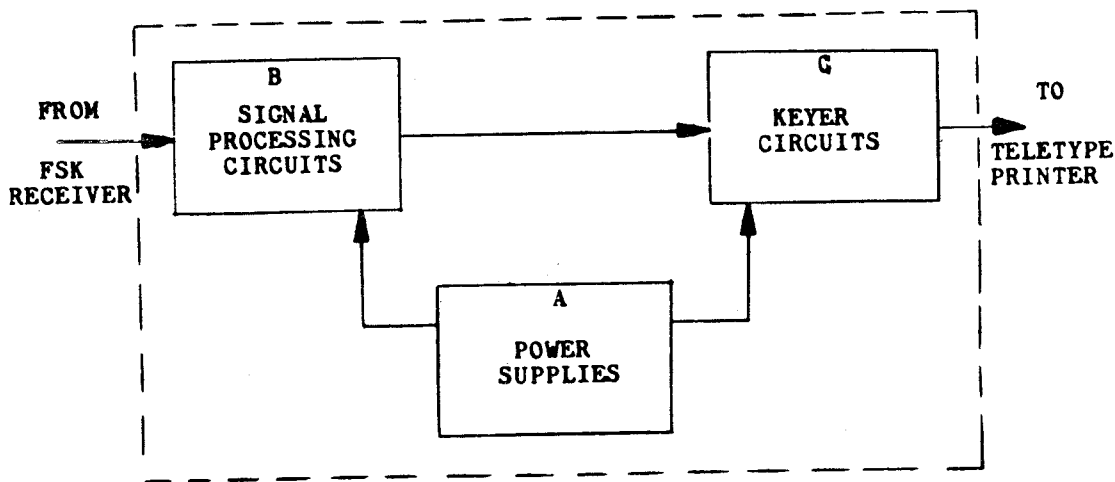 FROM
FSK
RECEIVER
B
SIGNAL
PROCESSING
CIRCUITS
C
KEYER
CIRCUITS
TO
TELETYPE
PRINTER
A
POWER
SUPPLIES